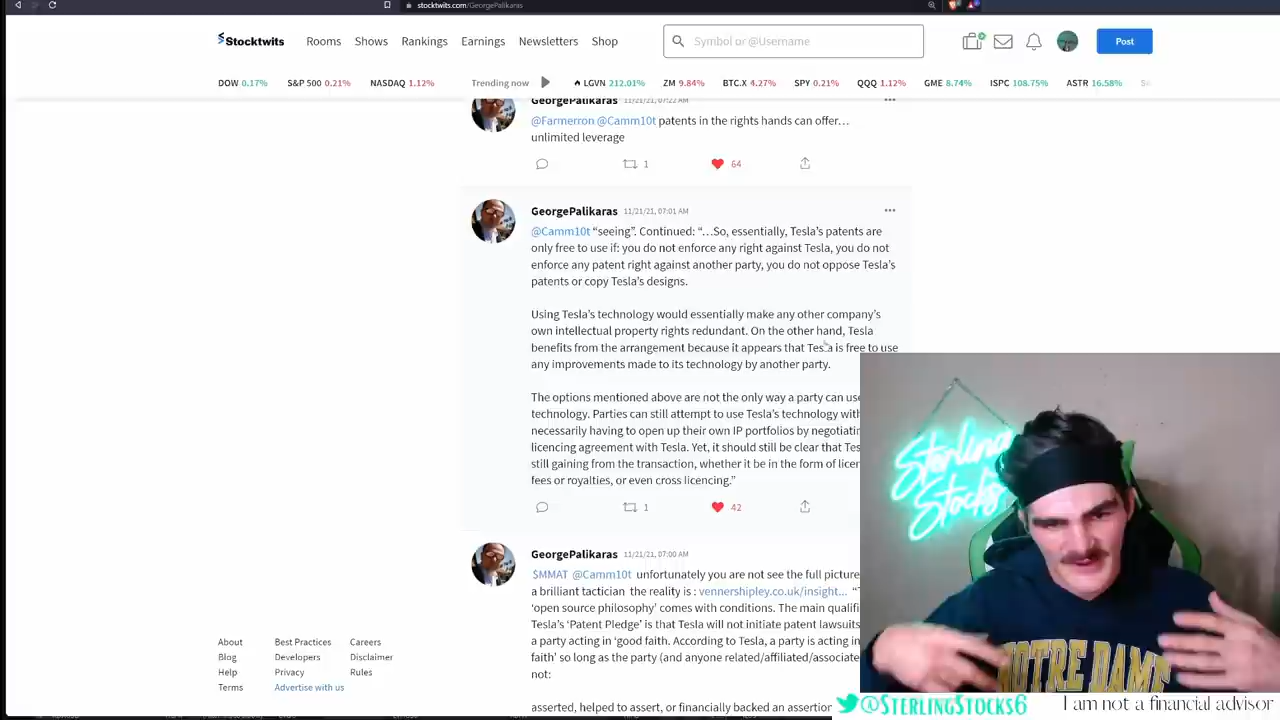 stocktwits.com/GeorgePalikaras
Stocktwits Rooms Shows Rankings Earnings Newsletters Shop Symbol or @Username Post
DOW 0.17% S&P 500 0.21% NASDAQ 1.12% Trending now LGVN 212.01% ZM 9.84% BTC.X 4.27% SPY 0.21% QQQ 1.12% GME 8.74% ISPC 108.75% ASTR 16.58%
GeorgePalikaras 11/21/21, 07:22 AM
@Farmerron @Camm10t patents in the rights hands can offer…
unlimited leverage
1 64
GeorgePalikaras 11/21/21, 07:01 AM
@Camm10t “seeing”. Continued: “…So, essentially, Tesla’s patents are
only free to use if: you do not enforce any right against Tesla, you do not
enforce any patent right against another party, you do not oppose Tesla’s
patents or copy Tesla’s designs.
Using Tesla’s technology would essentially make any other company’s
own intellectual property rights redundant. On the other hand, Tesla
benefits from the arrangement because it appears that Tesla is free to use
any improvements made to its technology by another party.
The options mentioned above are not the only way a party can use
technology. Parties can still attempt to use Tesla’s technology with
necessarily having to open up their own IP portfolios by negotiatin
licencing agreement with Tesla. Yet, it should still be clear that Tes
still gaining from the transaction, whether it be in the form of licen
fees or royalties, or even cross licencing.”
1 42
GeorgePalikaras 11/21/21, 07:00 AM
$MMAT @Camm10t unfortunately you are not see the full picture
a brilliant tactician the reality is : vennershipley.co.uk/insight... “T
‘open source philosophy’ comes with conditions. The main qualifi
Tesla’s ‘Patent Pledge’ is that Tesla will not initiate patent lawsuits
a party acting in ‘good faith. According to Tesla, a party is acting in
faith’ so long as the party (and anyone related/affiliated/associate
not:
asserted, helped to assert, or financially backed an assertion
About Best Practices Careers
Blog Developers Disclaimer
Help Privacy Rules
Terms Advertise with us
Sterling
Stocks
NOTRE DAME
@SterlingStocks6 I am not a financial advisor